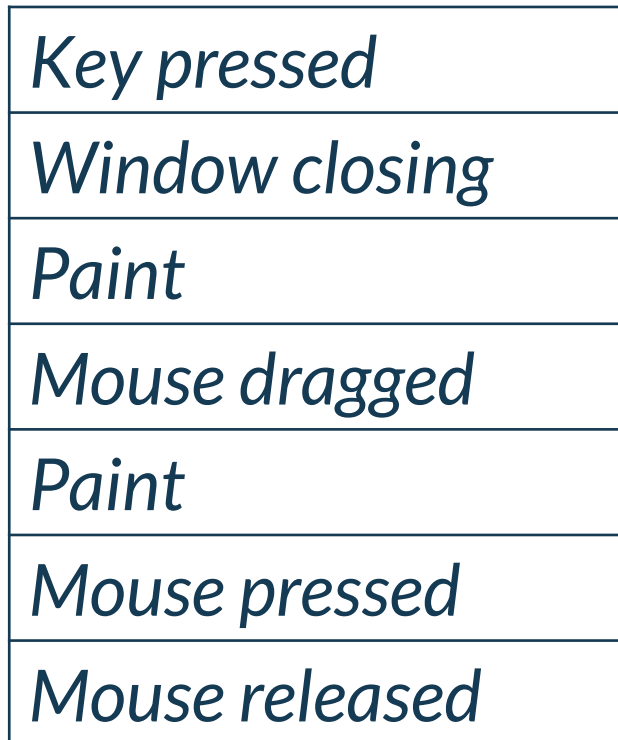 Key pressed
Window closing
Paint
Mouse dragged
Paint
Mouse pressed
Mouse released